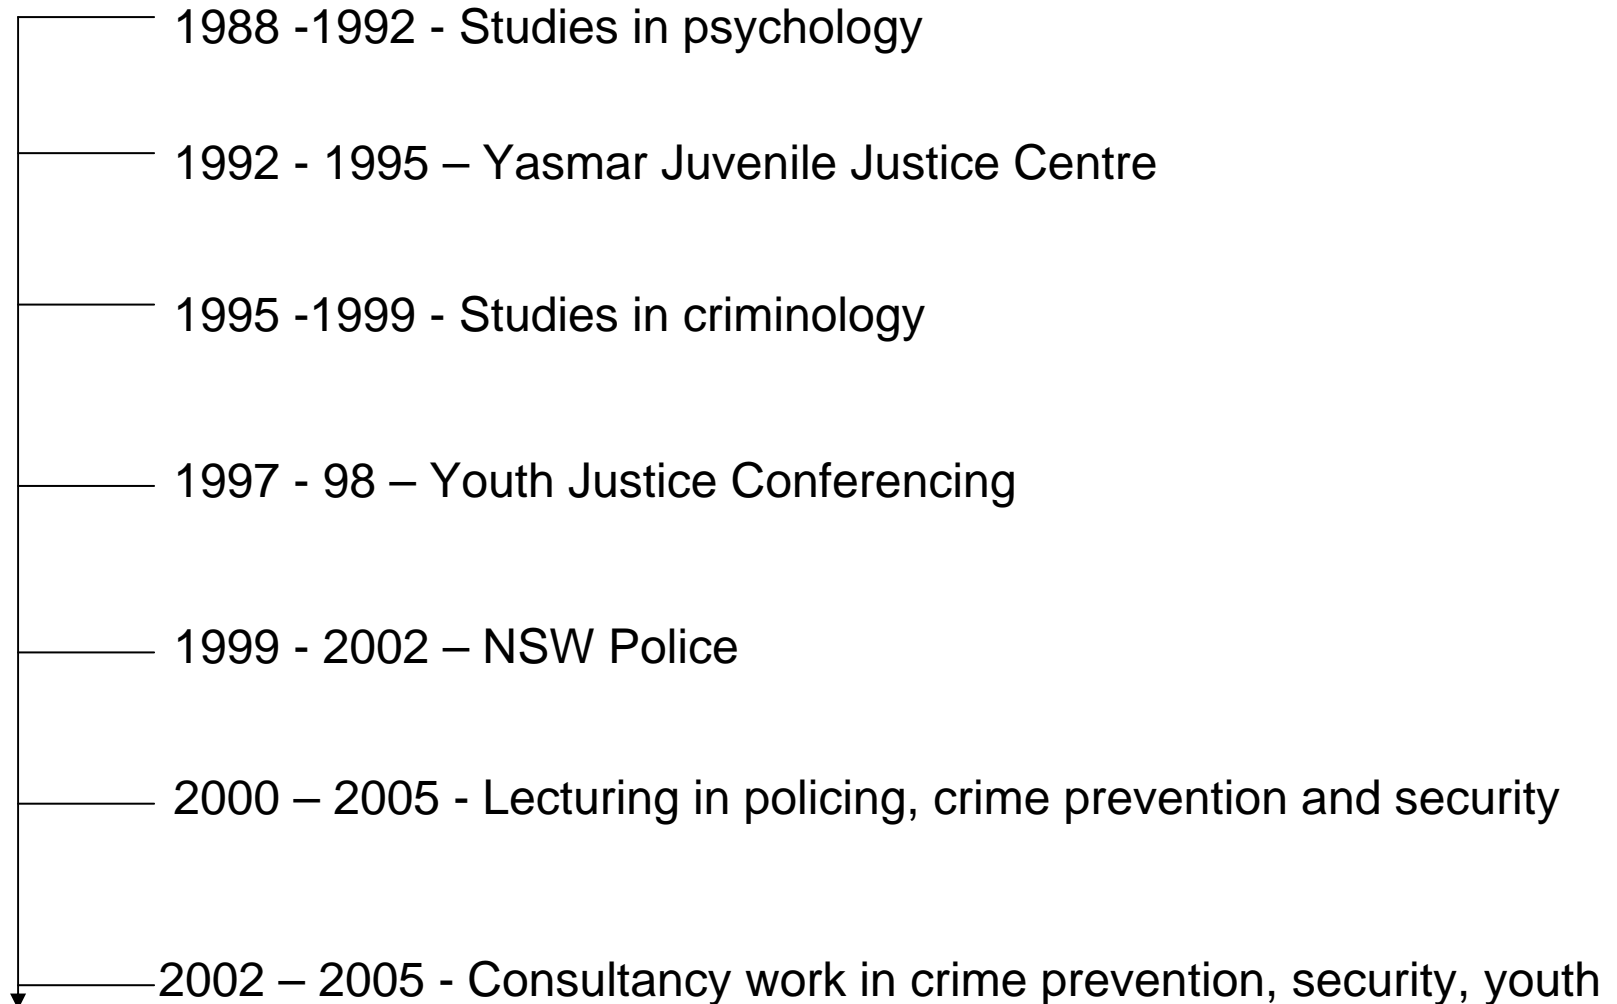 1988 -1992 - Studies in psychology
1992 - 1995 – Yasmar Juvenile Justice Centre
1995 -1999 - Studies in criminology
1997 - 98 – Youth Justice Conferencing
1999 - 2002 – NSW Police
2000 – 2005 - Lecturing in policing, crime prevention and security
2002 – 2005 - Consultancy work in crime prevention, security, youth